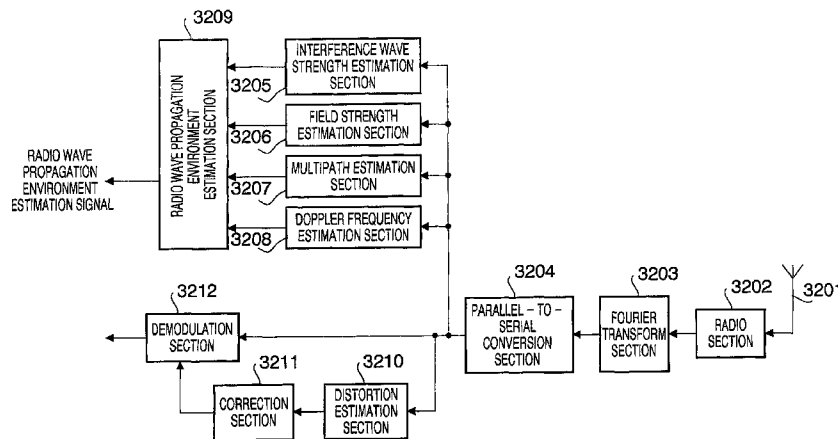 3209
RADIO WAVE PROPAGATION
ENVIRONMENT
ESTIMATION SECTION
INTERFERENCE WAVE
STRENGTH ESTIMATION
SECTION
3205
FIELD STRENGTH
ESTIMATION SECTION
3206
MULTIPATH ESTIMATION
SECTION
3207
DOPPLER FREQUENCY
ESTIMATION SECTION
3208
RADIO WAVE
PROPAGATION
ENVIRONMENT
ESTIMATION SIGNAL
3204
PARALLEL – TO –
SERIAL
CONVERSION
SECTION
3203
FOURIER
TRANSFORM
SECTION
3202
RADIO
SECTION
3201
3212
DEMODULATION
SECTION
3211
CORRECTION
SECTION
3210
DISTORTION
ESTIMATION
SECTION